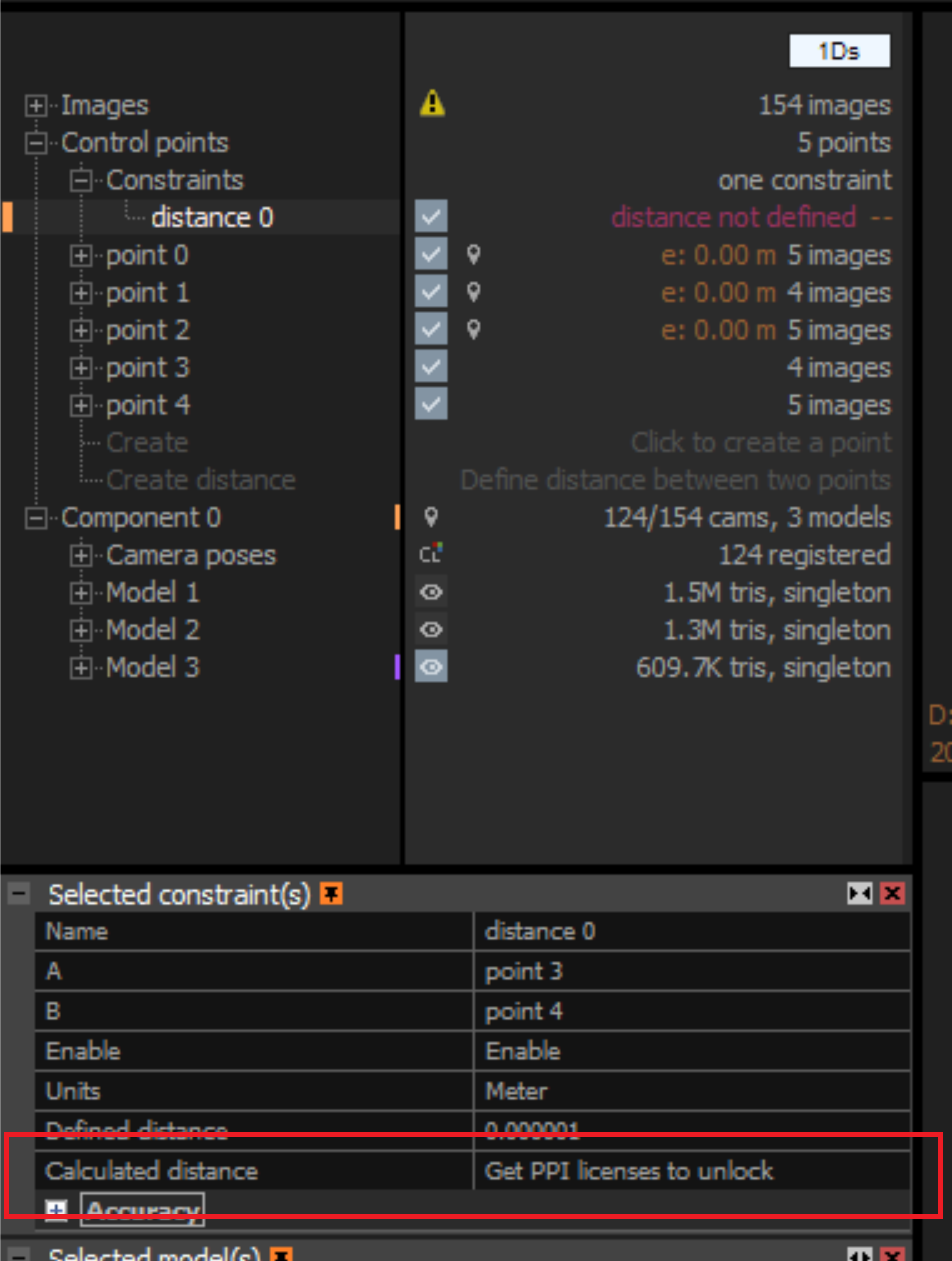 1Ds
Images 154 images
Control points 5 points
Constraints one constraint
distance 0 distance not defined --
point 0 e: 0.00 m 5 images
point 1 e: 0.00 m 4 images
point 2 e: 0.00 m 5 images
point 3 4 images
point 4 5 images
Create Click to create a point
Create distance Define distance between two points
Component 0 124/154 cams, 3 models
Camera poses CL 124 registered
Model 1 1.5M tris, singleton
Model 2 1.3M tris, singleton
Model 3 609.7K tris, singleton
D:
20
Selected constraint(s)
Name distance 0
A point 3
B point 4
Enable Enable
Units Meter
Defined distance 0.000001
Calculated distance Get PPI licenses to unlock
Accuracy
Selected model(s)